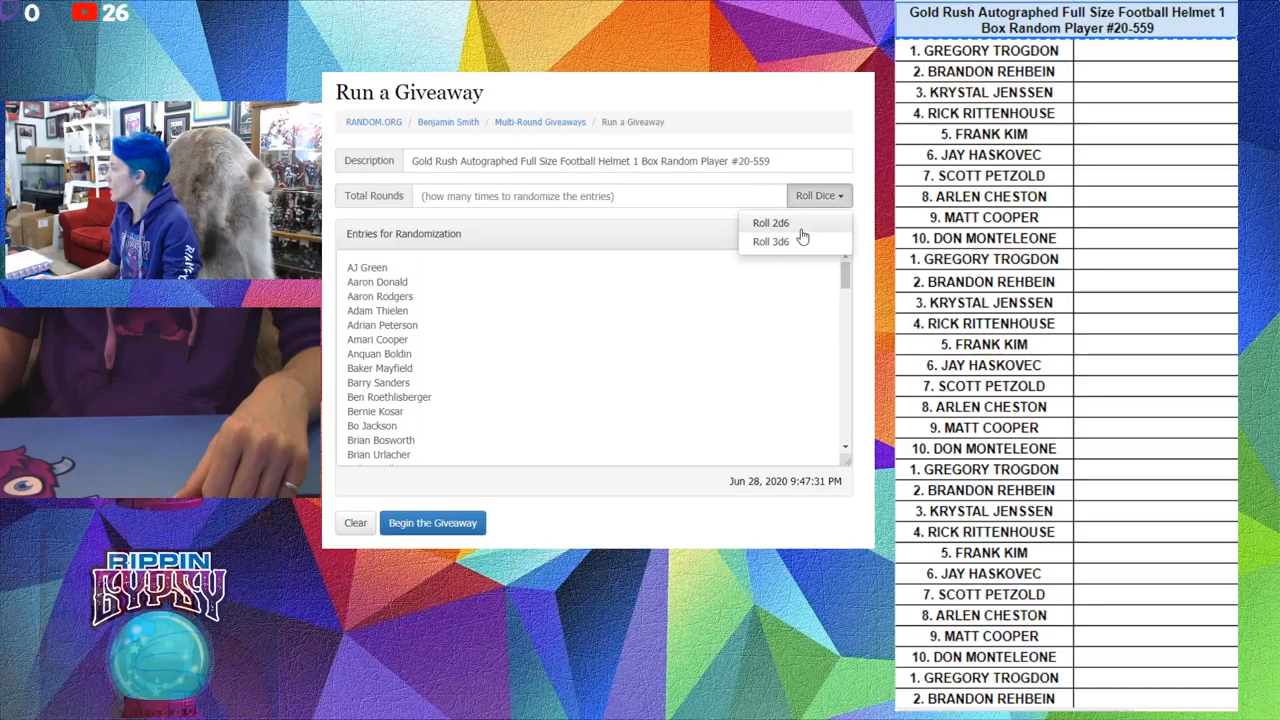 0
26
Run a Giveaway
RANDOM.ORG / Benjamin Smith / Multi-Round Giveaways / Run a Giveaway
Description
Gold Rush Autographed Full Size Football Helmet 1 Box Random Player #20-559
Total Rounds
(how many times to randomize the entries)
Roll Dice
Roll 2d6
Roll 3d6
Entries for Randomization
AJ Green
Aaron Donald
Aaron Rodgers
Adam Thielen
Adrian Peterson
Amari Cooper
Anquan Boldin
Baker Mayfield
Barry Sanders
Ben Roethlisberger
Bernie Kosar
Bo Jackson
Brian Bosworth
Brian Urlacher
Jun 28, 2020 9:47:31 PM
Clear
Begin the Giveaway
RIPPIN
GYPSY
Gold Rush Autographed Full Size Football Helmet 1
Box Random Player #20-559
1. GREGORY TROGDON
2. BRANDON REHBEIN
3. KRYSTAL JENSSEN
4. RICK RITTENHOUSE
5. FRANK KIM
6. JAY HASKOVEC
7. SCOTT PETZOLD
8. ARLEN CHESTON
9. MATT COOPER
10. DON MONTELEONE
1. GREGORY TROGDON
2. BRANDON REHBEIN
3. KRYSTAL JENSSEN
4. RICK RITTENHOUSE
5. FRANK KIM
6. JAY HASKOVEC
7. SCOTT PETZOLD
8. ARLEN CHESTON
9. MATT COOPER
10. DON MONTELEONE
1. GREGORY TROGDON
2. BRANDON REHBEIN
3. KRYSTAL JENSSEN
4. RICK RITTENHOUSE
5. FRANK KIM
6. JAY HASKOVEC
7. SCOTT PETZOLD
8. ARLEN CHESTON
9. MATT COOPER
10. DON MONTELEONE
1. GREGORY TROGDON
2. BRANDON REHBEIN